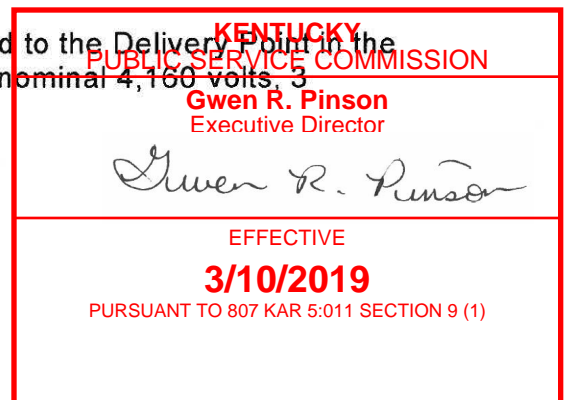 d to the Delivery Point in the
KENTUCKY
PUBLIC SERVICE COMMISSION
nominal 4,160 volts, 3
Gwen R. Pinson
Executive Director
Gwen R. Pinson
EFFECTIVE
3/10/2019
PURSUANT TO 807 KAR 5:011 SECTION 9 (1)